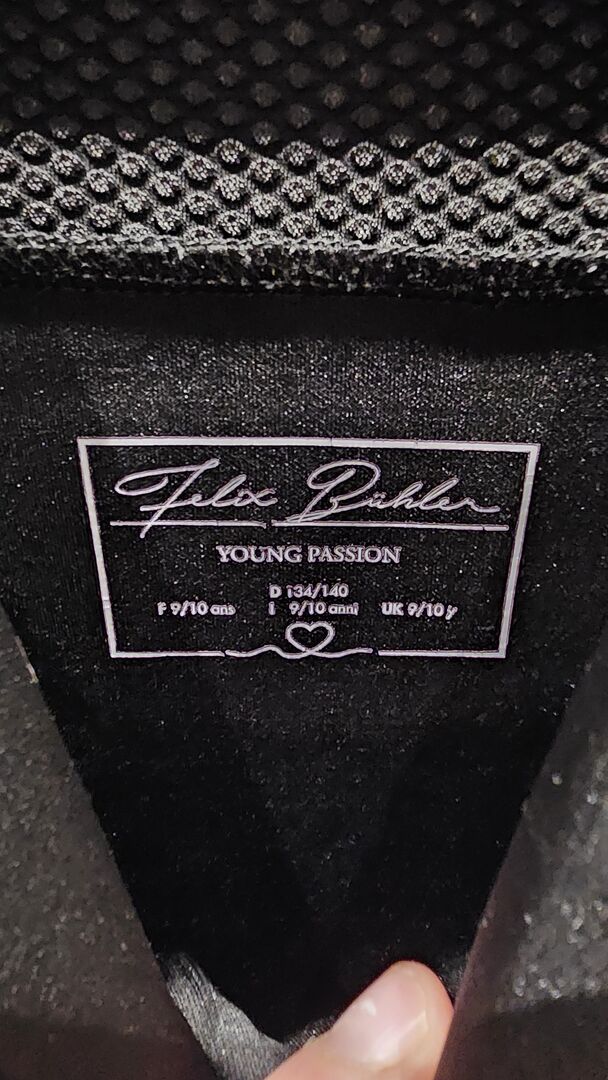 Felix Bühler
YOUNG PASSION
D 134/140
F 9/10 ans I 9/10 anni UK 9/10 y